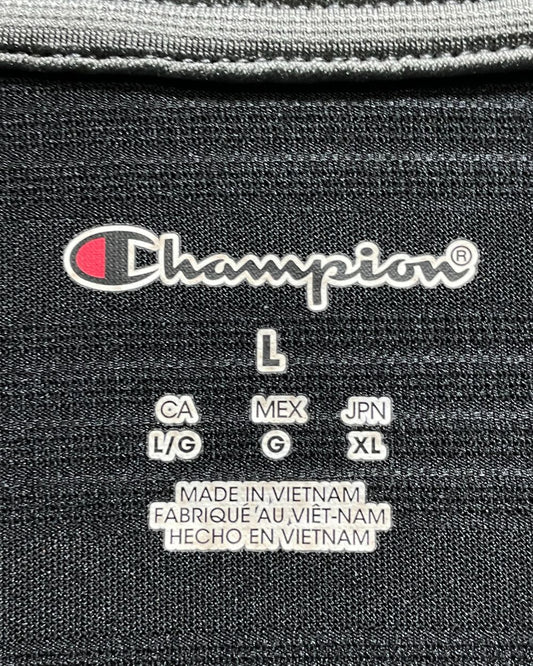 Champion®
L
CA MEX JPN
L/G G XL
MADE IN VIETNAM
FABRIQUÉ AU VIÊT-NAM
HECHO EN VIETNAM